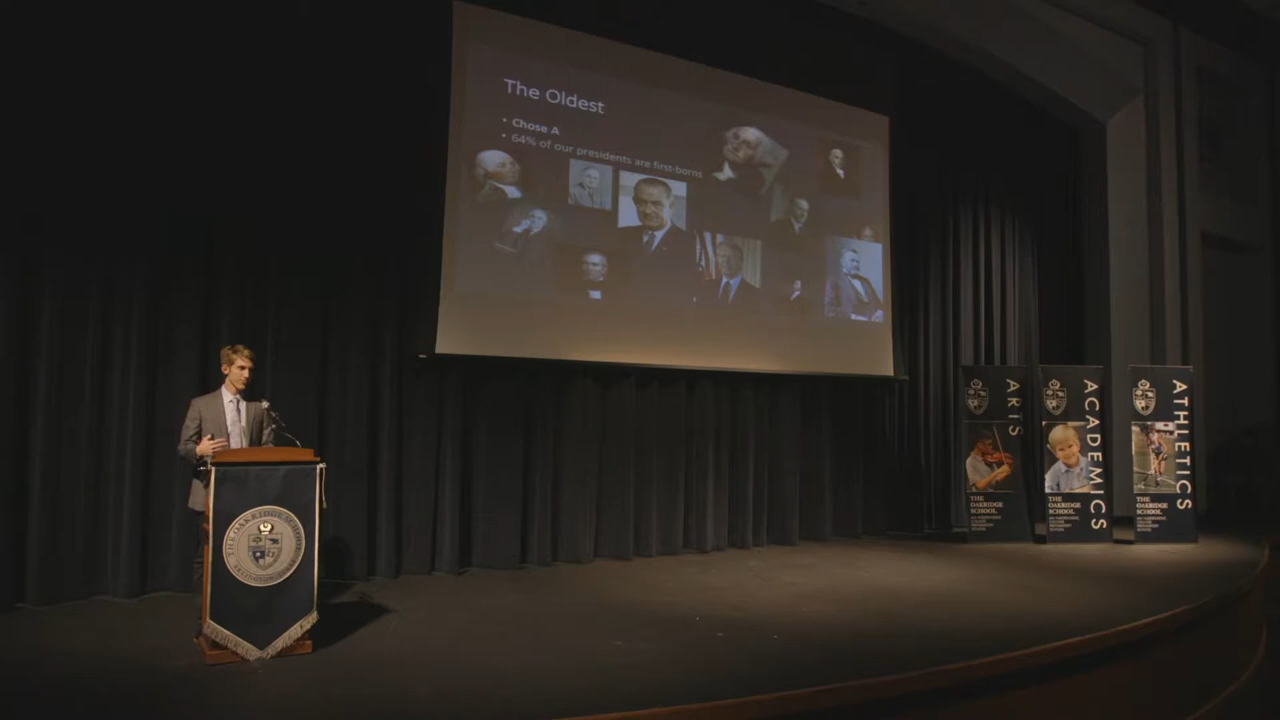 The Oldest
• Chose A
• 64% of our presidents are first-borns
ARTS
THE
OAKRIDGE
SCHOOL
ACADEMICS
THE
OAKRIDGE
SCHOOL
ATHLETICS
THE
OAKRIDGE
SCHOOL
THE OAKRIDGE SCHOOL